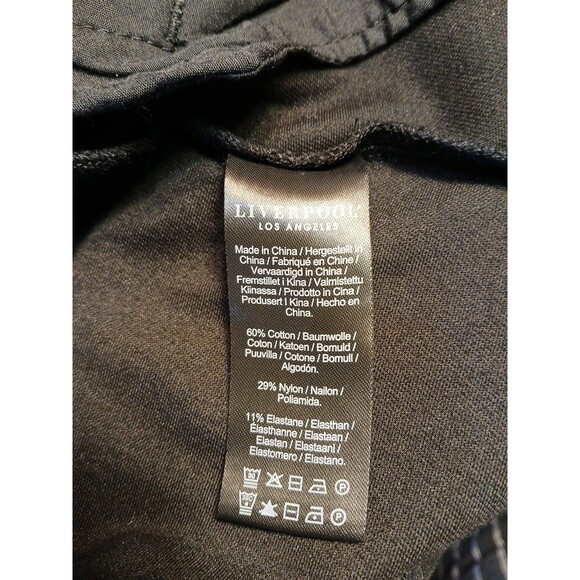 LIVERPOOL
LOS ANGELES
Made in China / Hergestellt in
China / Fabriqué en Chine /
Vervaardigd in China /
Fremstillet i Kina / Valmistettu
Kiinassa / Prodotto in Cina /
Produsert I Kina / Hecho en
China.
60% Cotton / Baumwolle /
Coton / Katoen / Bomuld /
Puuvilla / Cotone / Bomull /
Algodón.
29% Nylon / Nailon /
Poliamida.
11% Elastane / Elasthan /
Élasthanne / Elastaan /
Elastan / Elastaani /
Elastomero / Elastano.
30 P
P